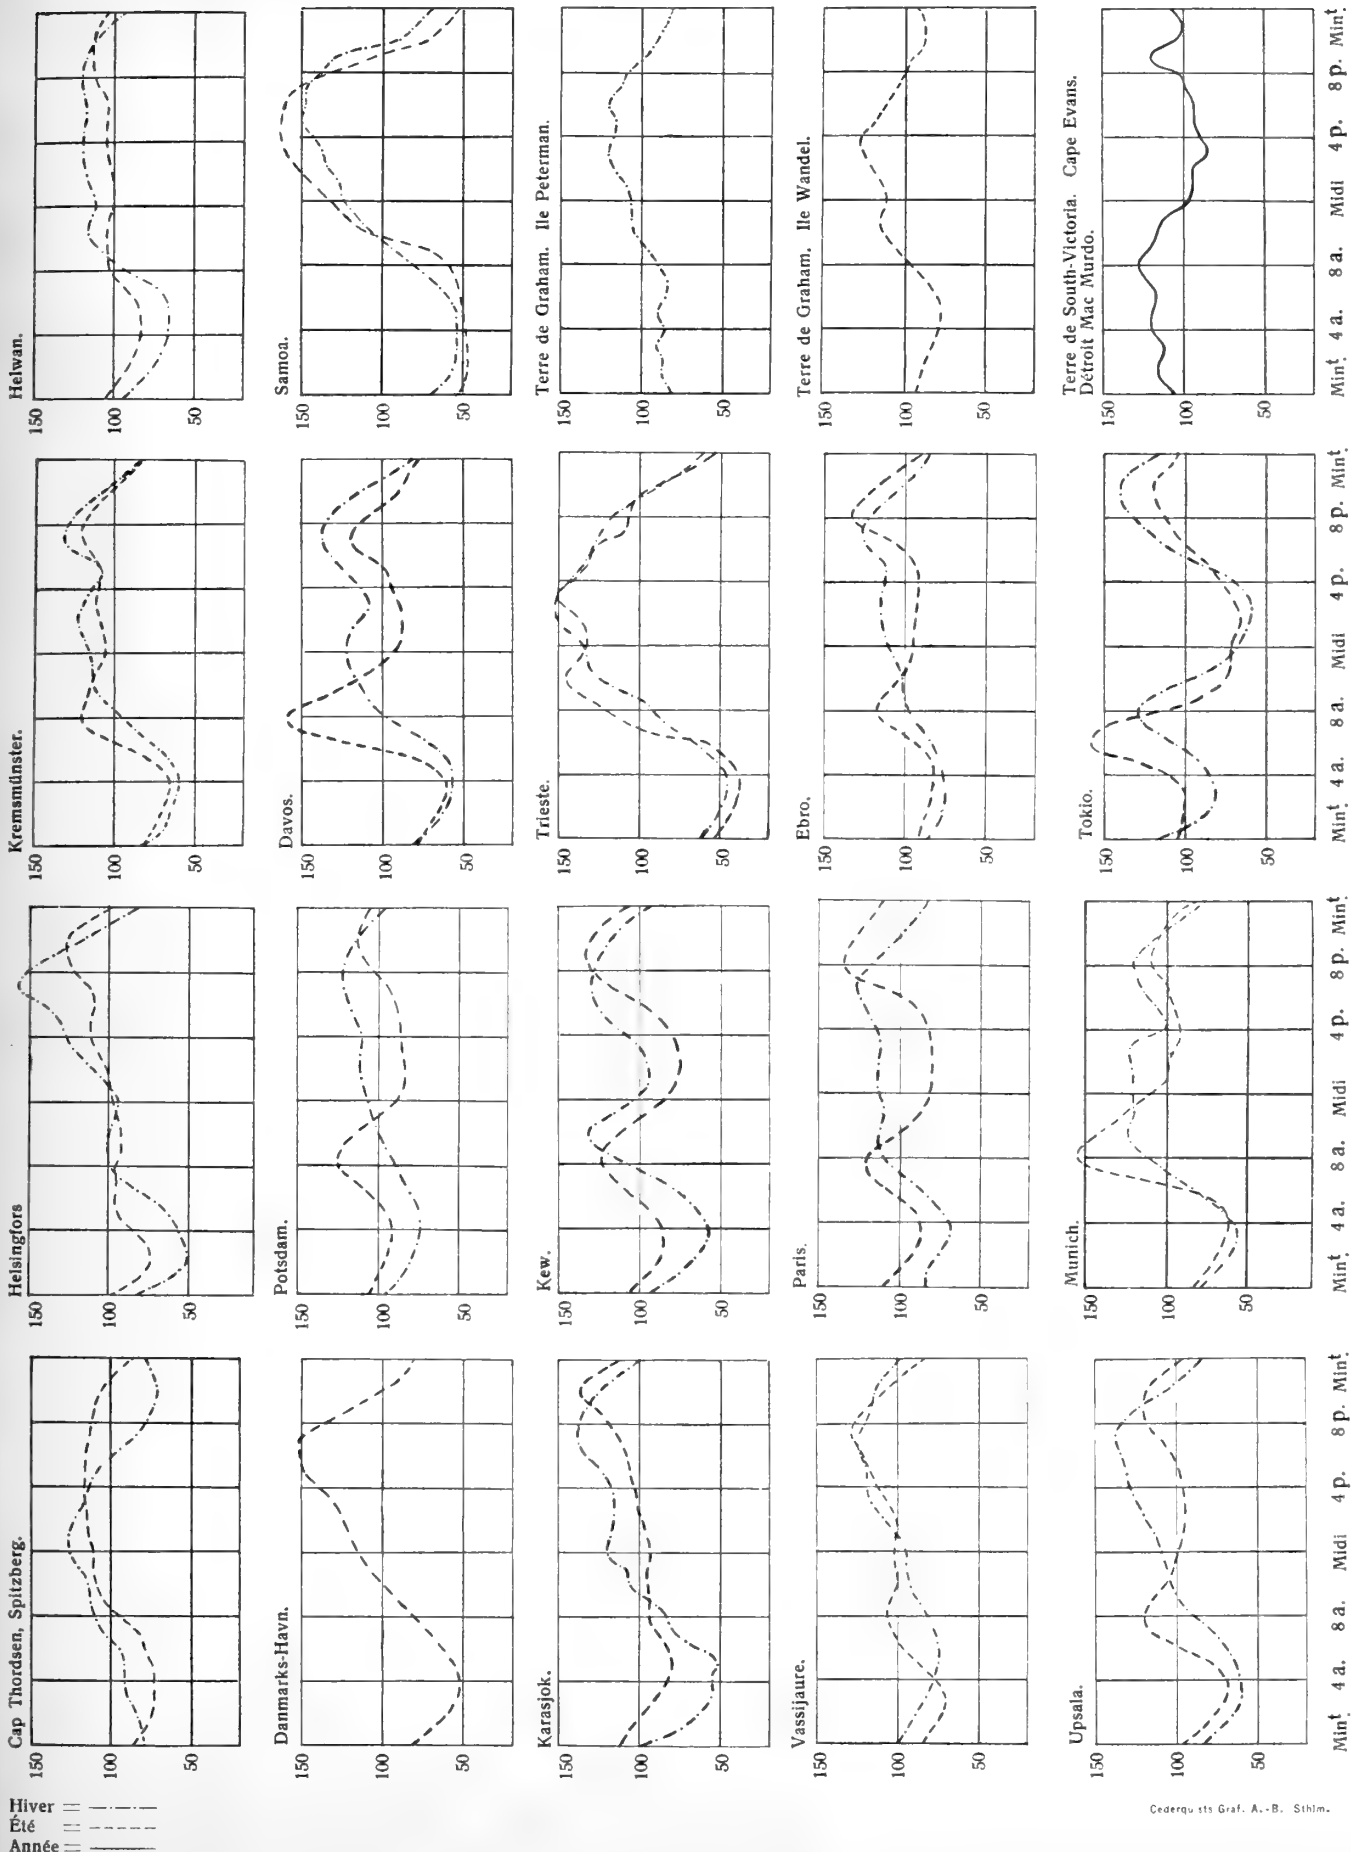 Cap Thordsen, Spitzberg.
150
100
50
Helsingfors
150
100
50
Kremsmünster.
150
100
50
Helwan.
150
100
50
Danmarks-Havn.
150
100
50
Potsdam.
150
100
50
Davos.
150
100
50
Samoa.
150
100
50
Karasjok.
150
100
50
Kew.
150
100
50
Trieste.
150
100
50
Terre de Graham. Ile Peterman.
150
100
50
Vassijaure.
150
100
50
Paris.
150
100
50
Ebro.
150
100
50
Terre de Graham. Ile Wandel.
150
100
50
Upsala.
150
100
50
Munich.
150
100
50
Tokio.
150
100
50
Terre de South-Victoria. Cape Evans.
Détroit Mac Murdo.
150
100
50
Mint. 4 a. 8 a. Midi 4 p. 8 p. Mint.
Mint. 4 a. 8 a. Midi 4 p. 8 p. Mint.
Mint. 4 a. 8 a. Midi 4 p. 8 p. Mint.
Mint. 4 a. 8 a. Midi 4 p. 8 p. Mint.
Hiver =
Été =
Année =
Cederquists Graf. A.-B. Sthlm.